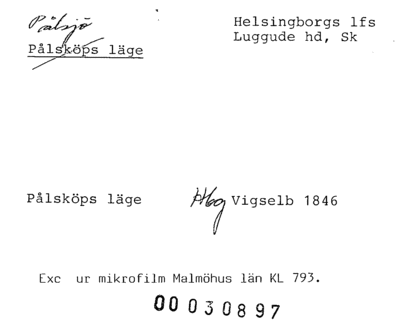 Pålsjö
Pålsköps läge
Helsingborgs lfs
Luggude hd, Sk
Pålsköps läge Hbg Vigselb 1846
Exc ur mikrofilm Malmöhus län KL 793.
00030897